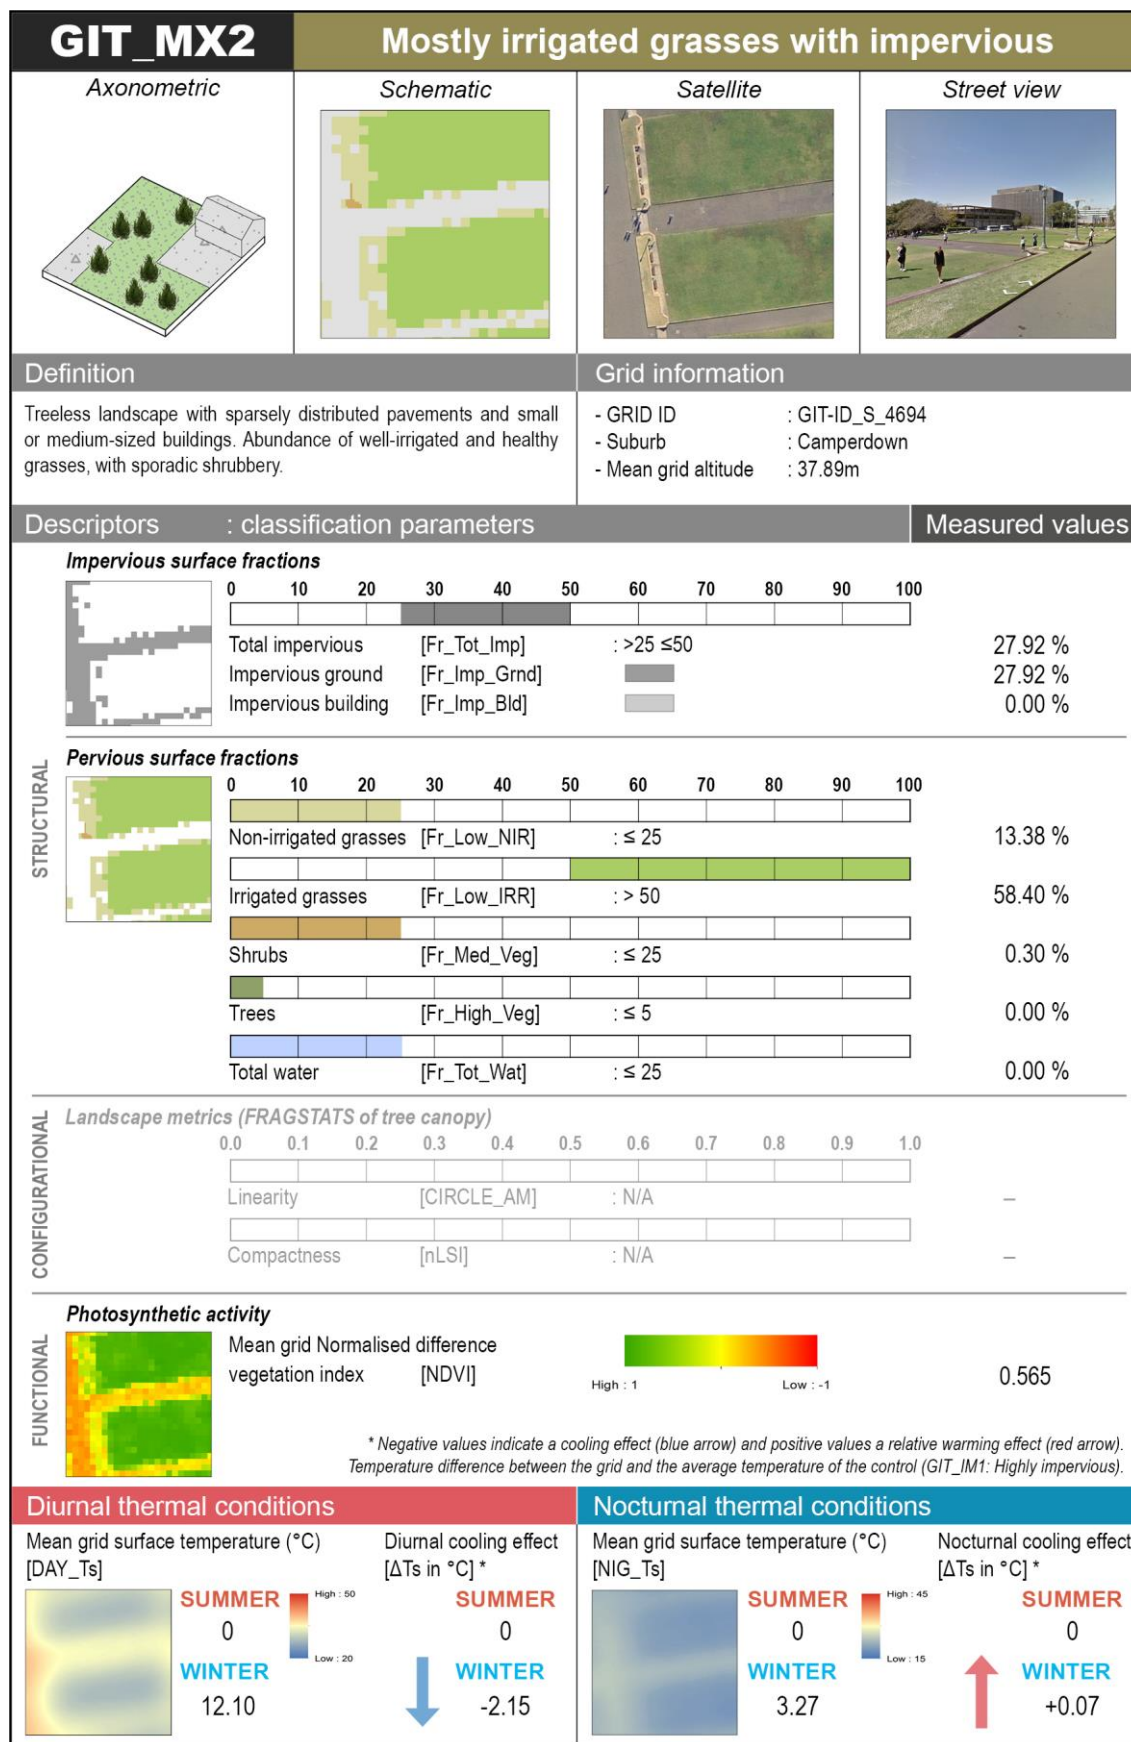 GIT_MX2
Mostly irrigated grasses with impervious
Axonometric
Schematic
Satellite
Street view
Definition
Treeless landscape with sparsely distributed pavements and small
or medium-sized buildings. Abundance of well-irrigated and healthy
grasses, with sporadic shrubbery.
Grid information
- GRID ID : GIT-ID_S_4694
- Suburb : Camperdown
- Mean grid altitude : 37.89m
Descriptors : classification parameters
Measured values
STRUCTURAL
Impervious surface fractions
0 10 20 30 40 50 60 70 80 90 100
Total impervious [Fr_Tot_Imp] : >25 ≤50 27.92 %
Impervious ground [Fr_Imp_Grnd] 27.92 %
Impervious building [Fr_Imp_Bld] 0.00 %
Pervious surface fractions
0 10 20 30 40 50 60 70 80 90 100
Non-irrigated grasses [Fr_Low_NIR] : ≤ 25 13.38 %
Irrigated grasses [Fr_Low_IRR] : > 50 58.40 %
Shrubs [Fr_Med_Veg] : ≤ 25 0.30 %
Trees [Fr_High_Veg] : ≤ 5 0.00 %
Total water [Fr_Tot_Wat] : ≤ 25 0.00 %
CONFIGURATIONAL
Landscape metrics (FRAGSTATS of tree canopy)
0.0 0.1 0.2 0.3 0.4 0.5 0.6 0.7 0.8 0.9 1.0
Linearity [CIRCLE_AM] : N/A –
Compactness [nLSI] : N/A –
FUNCTIONAL
Photosynthetic activity
Mean grid Normalised difference
vegetation index [NDVI] 0.565
High : 1 Low : -1
* Negative values indicate a cooling effect (blue arrow) and positive values a relative warming effect (red arrow).
Temperature difference between the grid and the average temperature of the control (GIT_IM1: Highly impervious).
Diurnal thermal conditions
Mean grid surface temperature (°C)
[DAY_Ts]
SUMMER
0
WINTER
12.10
High : 50
Low : 20
Diurnal cooling effect
[ΔTs in °C] *
SUMMER
0
WINTER
-2.15
Nocturnal thermal conditions
Mean grid surface temperature (°C)
[NIG_Ts]
SUMMER
0
WINTER
3.27
High : 45
Low : 15
Nocturnal cooling effect
[ΔTs in °C] *
SUMMER
0
WINTER
+0.07